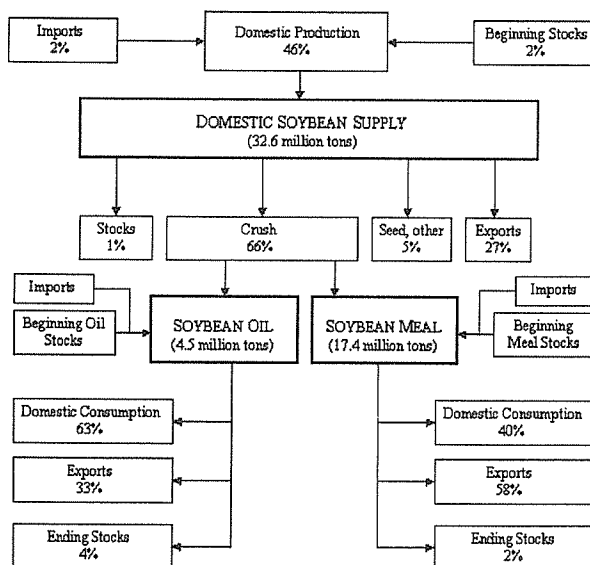 Imports
2%
Domestic Production
46%
Beginning Stocks
2%
DOMESTIC SOYBEAN SUPPLY
(32.6 million tons)
Stocks
1%
Crush
66%
Seed, other
5%
Exports
27%
Imports
Beginning Oil
Stocks
SOYBEAN OIL
(4.5 million tons)
SOYBEAN MEAL
(17.4 million tons)
Imports
Beginning
Meal Stocks
Domestic Consumption
63%
Exports
33%
Ending Stocks
4%
Domestic Consumption
40%
Exports
58%
Ending Stocks
2%